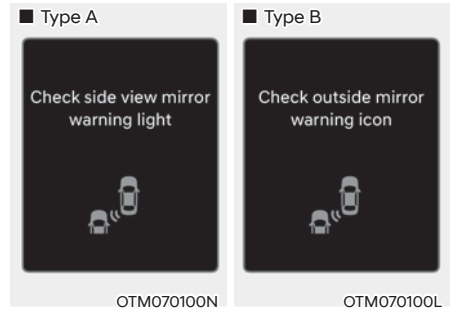 ■ Type A
Check side view mirror
warning light
OTM070100N
■ Type B
Check outside mirror
warning icon
OTM070100L